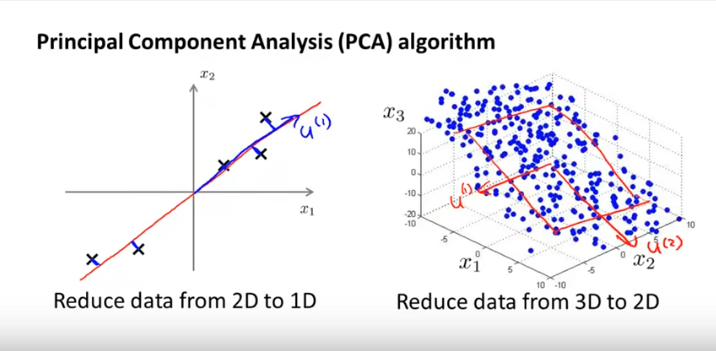 Principal Component Analysis (PCA) algorithm
x₂
u⁽¹⁾
x₁
Reduce data from 2D to 1D
x₃
20
10
0
-10
-20
-10
-5
0
5
10
-10
-5
0
5
10
x₁
x₂
u⁽¹⁾
u⁽²⁾
Reduce data from 3D to 2D